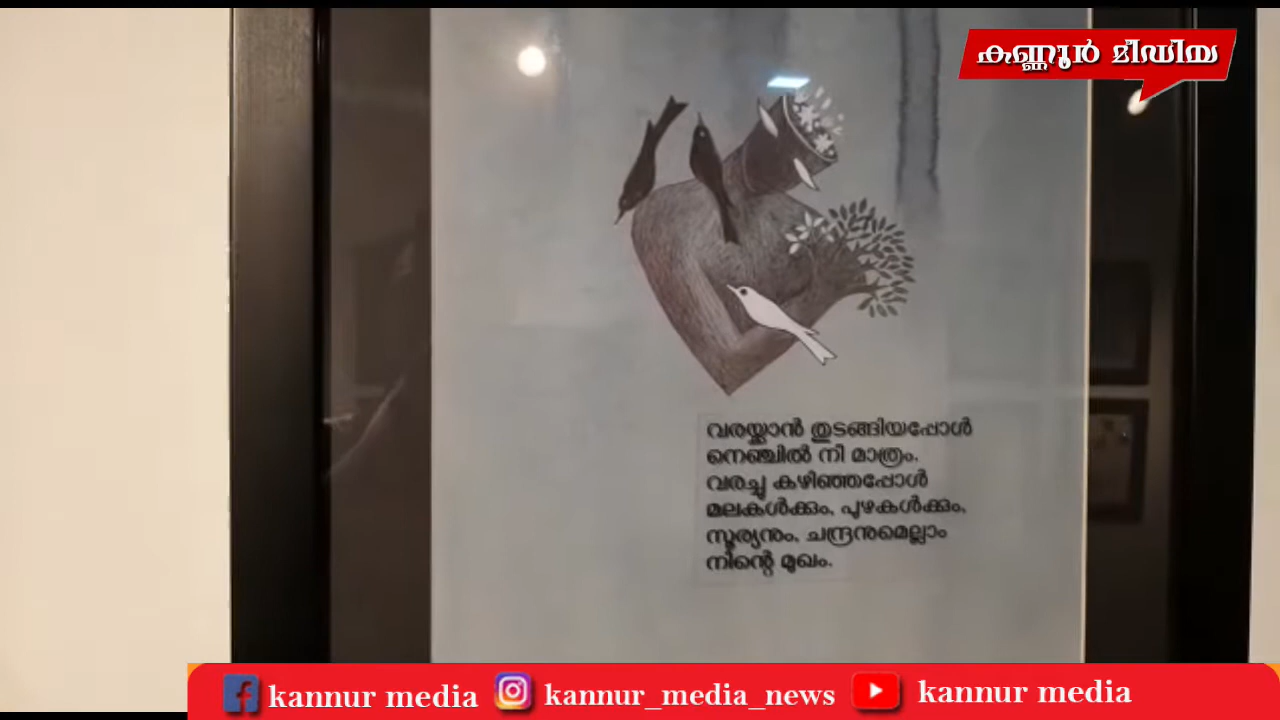 കണ്ണൂർ മീഡിയ
വരയ്ക്കാൻ തുടങ്ങിയപ്പോൾ
നെഞ്ചിൽ നീ മാത്രം.
വരച്ചു കഴിഞ്ഞപ്പോൾ
മലകൾക്കും, പുഴകൾക്കും,
സൂര്യനും, ചന്ദ്രനുമെല്ലാം
നിന്റെ മുഖം.
kannur media kannur_media_news kannur media